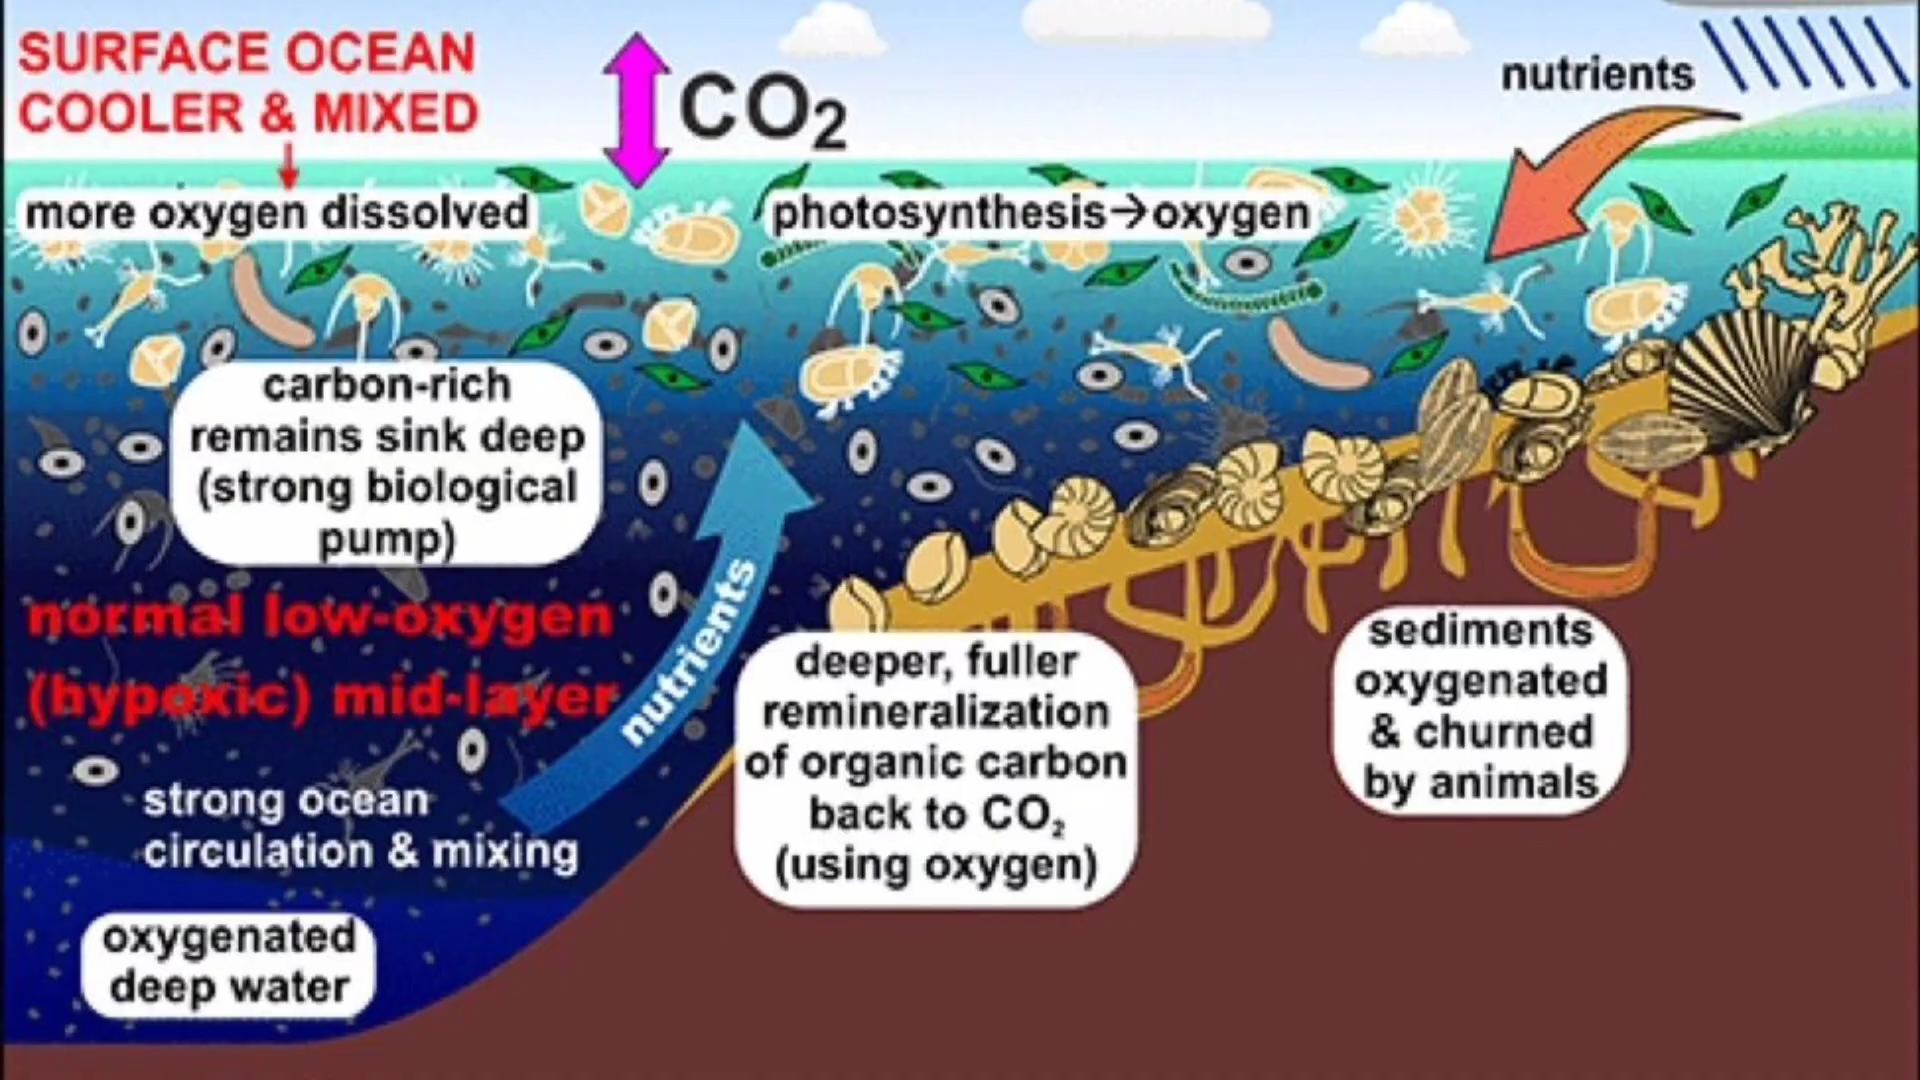 SURFACE OCEAN
COOLER & MIXED
CO₂
nutrients
more oxygen dissolved
photosynthesis→oxygen
carbon-rich
remains sink deep
(strong biological
pump)
normal low-oxygen
(hypoxic) mid-layer
nutrients
strong ocean
circulation & mixing
oxygenated
deep water
deeper, fuller
remineralization
of organic carbon
back to CO₂
(using oxygen)
sediments
oxygenated
& churned
by animals